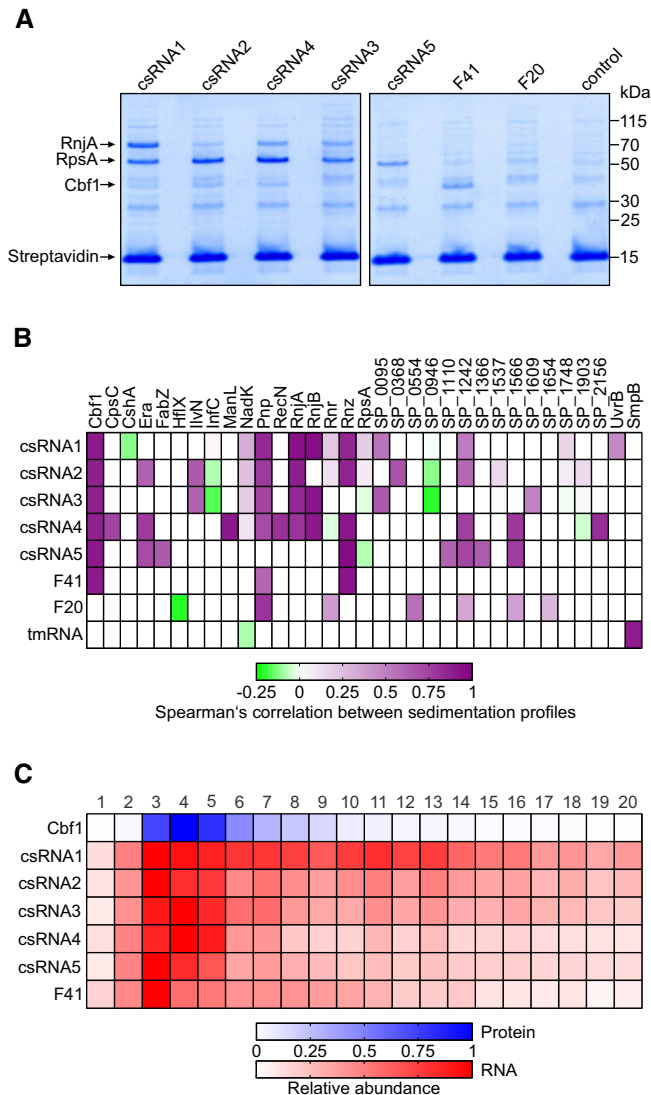 A
csRNA1 csRNA2 csRNA4 csRNA3 csRNA5 F41 F20 control
kDa
RnjA
RpsA
Cbf1
Streptavidin
115
70
50
30
25
15
B
Cbf1 CpsC CshA Era FabZ HflX IlvN InfC ManL NadK Pnp RecN RnjA RnjB Rnr Rnz RpsA SP_0095 SP_0368 SP_0554 SP_0946 SP_1110 SP_1242 SP_1366 SP_1537 SP_1566 SP_1609 SP_1654 SP_1748 SP_1903 SP_2156 UvrB SmpB
csRNA1
csRNA2
csRNA3
csRNA4
csRNA5
F41
F20
tmRNA
-0.25 0 0.25 0.75 1
Spearman‘s correlation between sedimentation profiles
C
1 2 3 4 5 6 7 8 9 10 11 12 13 14 15 16 17 18 19 20
Cbf1
csRNA1
csRNA2
csRNA3
csRNA4
csRNA5
F41
Protein
0 0.25 0.5 0.75 1
RNA
Relative abundance